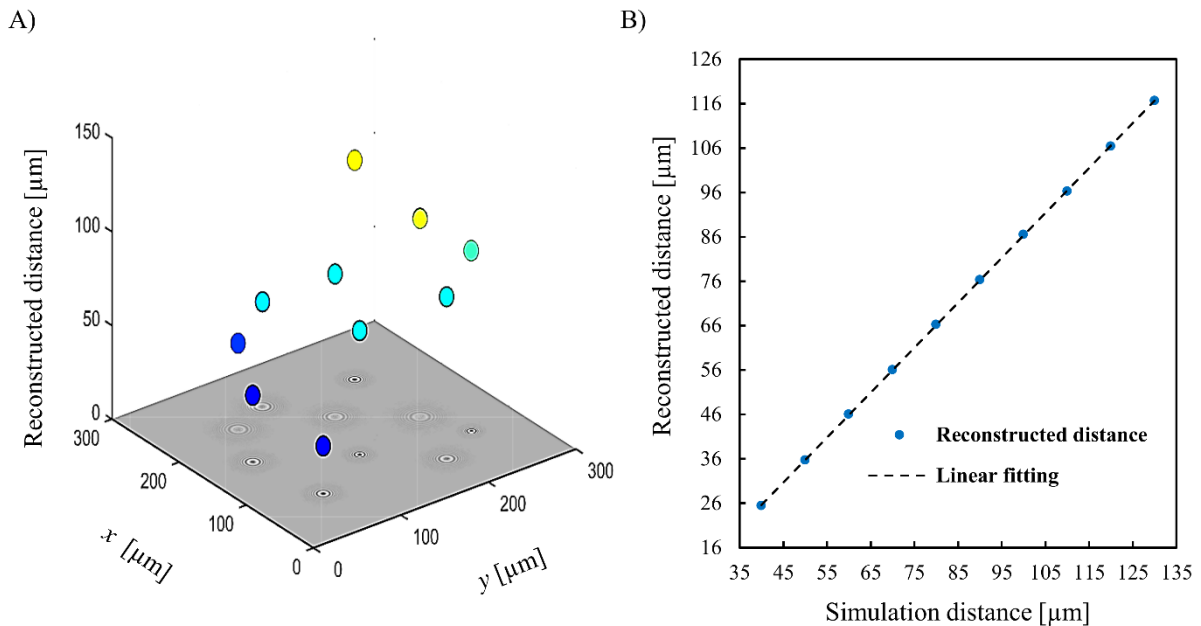 A)
Reconstructed distance [µm]
150
100
50
0
300
200
100
0
0
100
200
300
x [µm]
y [µm]
B)
Reconstructed distance [µm]
126
116
106
96
86
76
66
56
46
36
26
16
Reconstructed distance
Linear fitting
35 45 55 65 75 85 95 105 115 125 135
Simulation distance [µm]